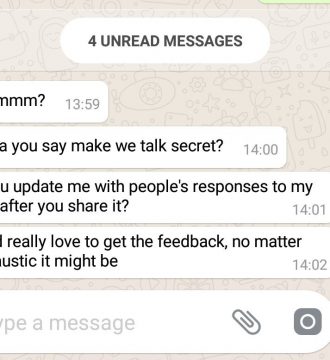 4 UNREAD MESSAGES
mmm? 13:59
a you say make we talk secret? 14:00
u update me with people's responses to my
after you share it? 14:01
I really love to get the feedback, no matter
ustic it might be 14:02
ype a message